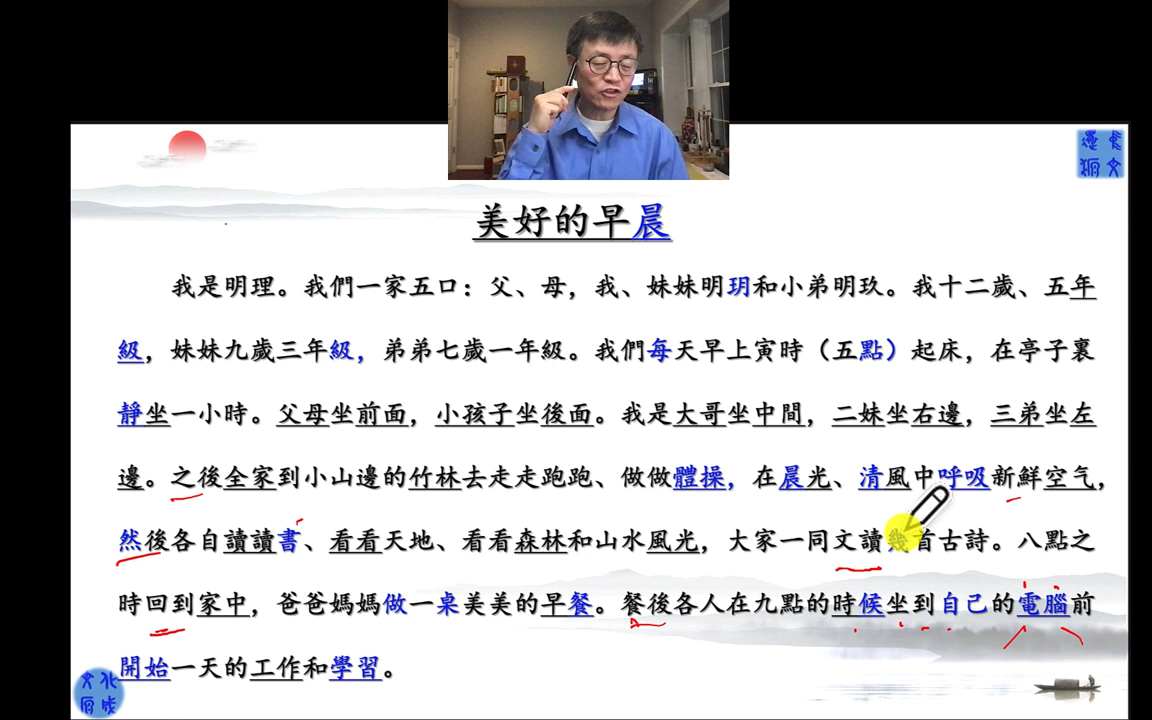 美好的早晨
我是明理。我們一家五口：父、母，我、妹妹明玥和小弟明玖。我十二歲、五年
級，妹妹九歲三年級，弟弟七歲一年級。我們每天早上寅時（五點）起床，在亭子裏
靜坐一小時。父母坐前面，小孩子坐後面。我是大哥坐中間，二妹坐右邊，三弟坐左
邊。之後全家到小山邊的竹林去走走跑跑、做做體操，在晨光、清風中呼吸新鮮空气，
然後各自讀讀書、看看天地、看看森林和山水風光，大家一同文讀幾首古詩。八點之
時回到家中，爸爸媽媽做一桌美美的早餐。餐後各人在九點的時候坐到自己的電腦前
開始一天的工作和學習。